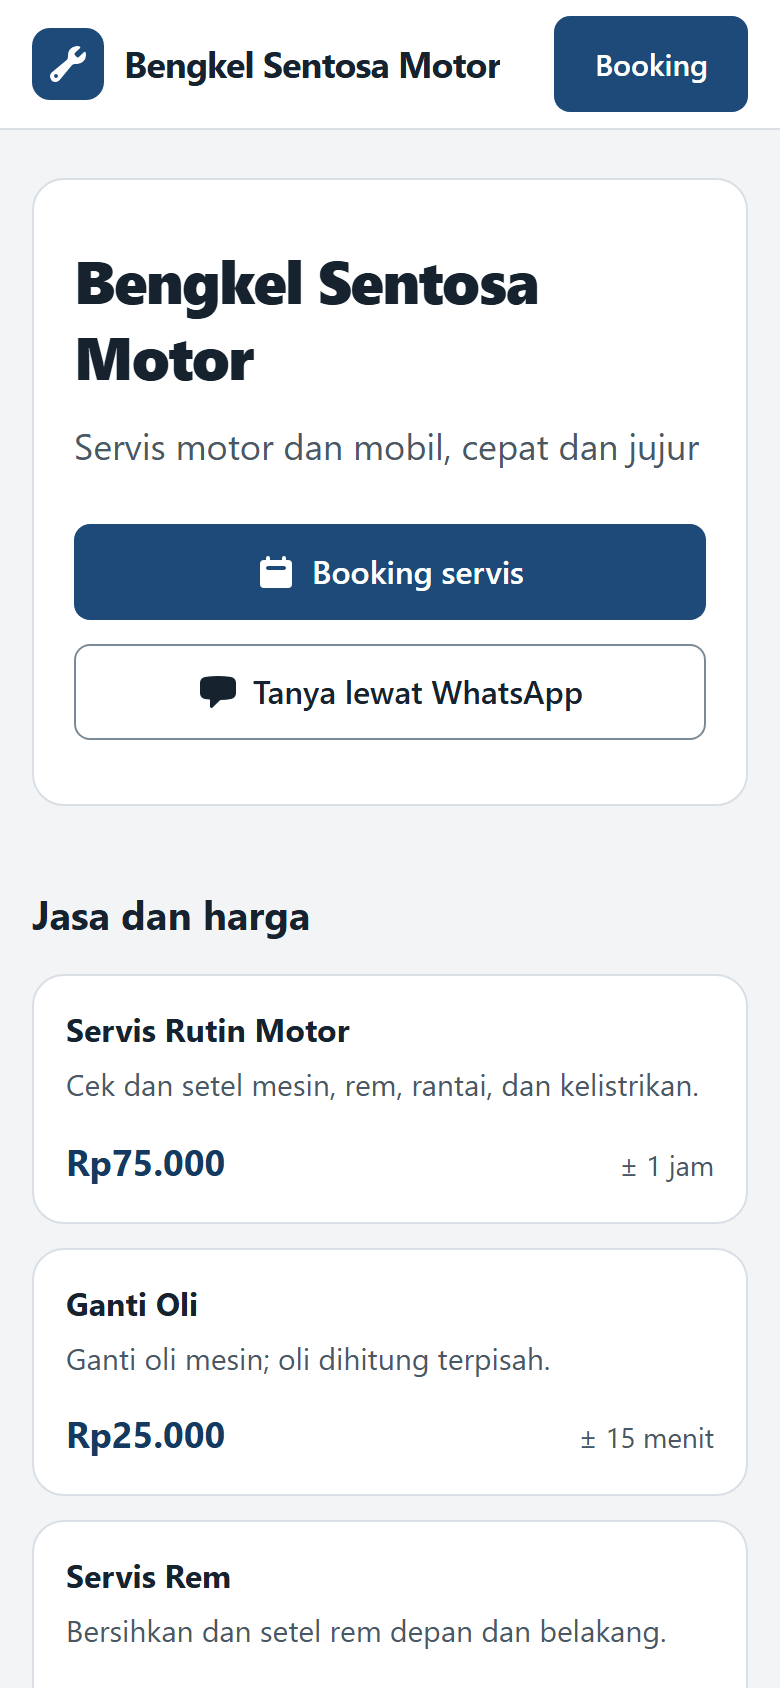 Bengkel Sentosa Motor
Booking
Bengkel Sentosa
Motor
Servis motor dan mobil, cepat dan jujur
Booking servis
Tanya lewat WhatsApp
Jasa dan harga
Servis Rutin Motor
Cek dan setel mesin, rem, rantai, dan kelistrikan.
Rp75.000
± 1 jam
Ganti Oli
Ganti oli mesin; oli dihitung terpisah.
Rp25.000
± 15 menit
Servis Rem
Bersihkan dan setel rem depan dan belakang.